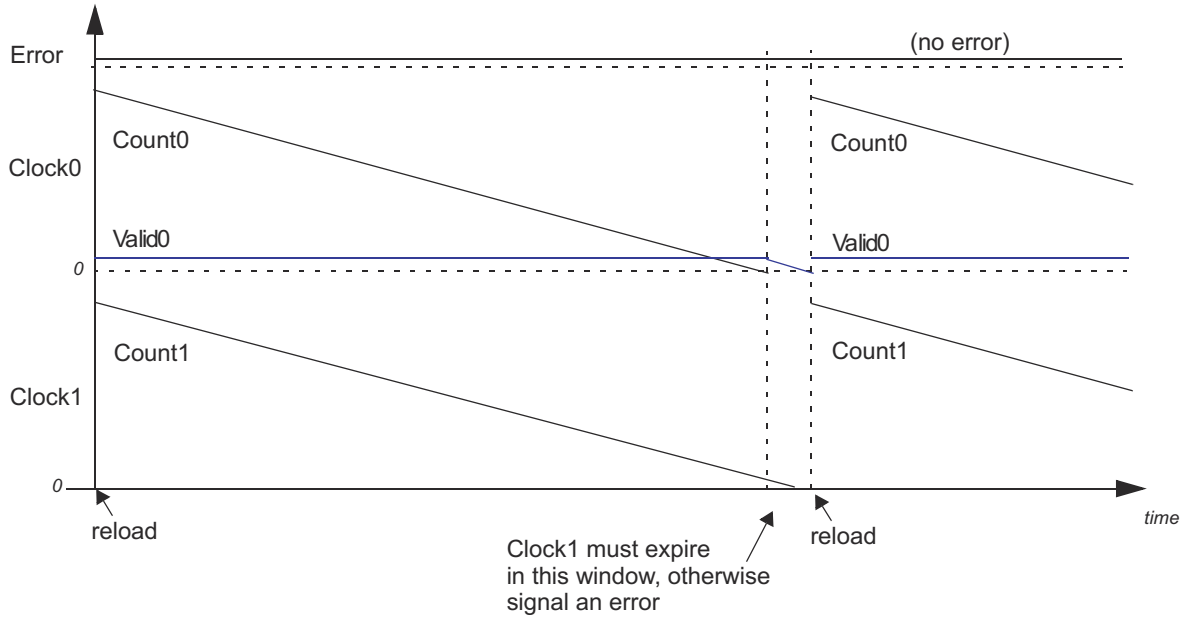 Error
(no error)
Count0
Count0
Clock0
Valid0
Valid0
0
Count1
Count1
Clock1
0
reload
reload
time
Clock1 must expire
in this window, otherwise
signal an error